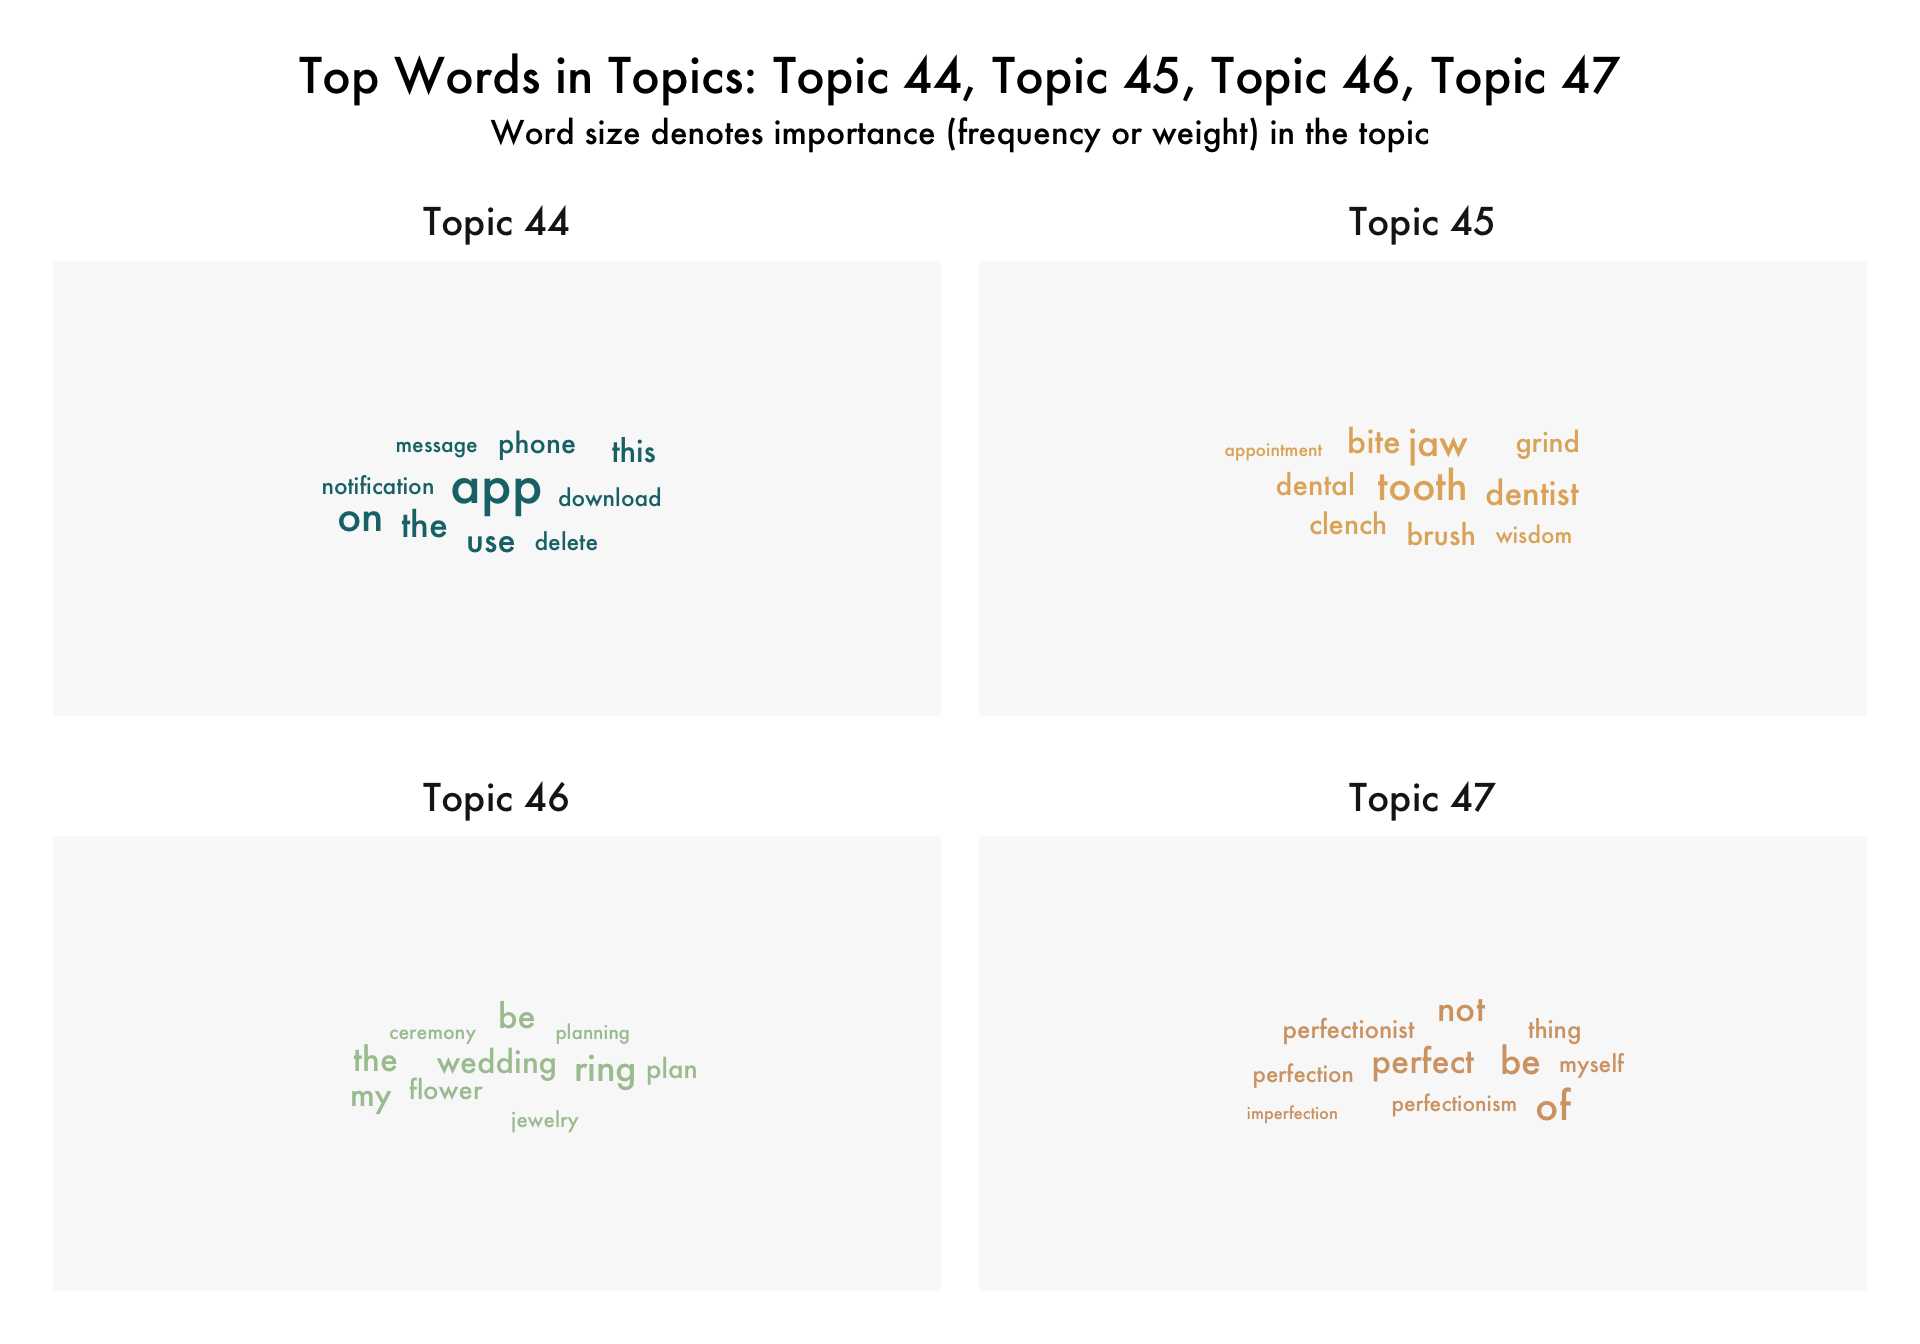 Top Words in Topics: Topic 44, Topic 45, Topic 46, Topic 47
Word size denotes importance (frequency or weight) in the topic
Topic 44
message phone this
notification app download
on the use delete
Topic 45
appointment bite jaw grind
dental tooth dentist
clench brush wisdom
Topic 46
ceremony be planning
the wedding ring plan
my flower
jewelry
Topic 47
perfectionist not thing
perfection perfect be myself
imperfection perfectionism of